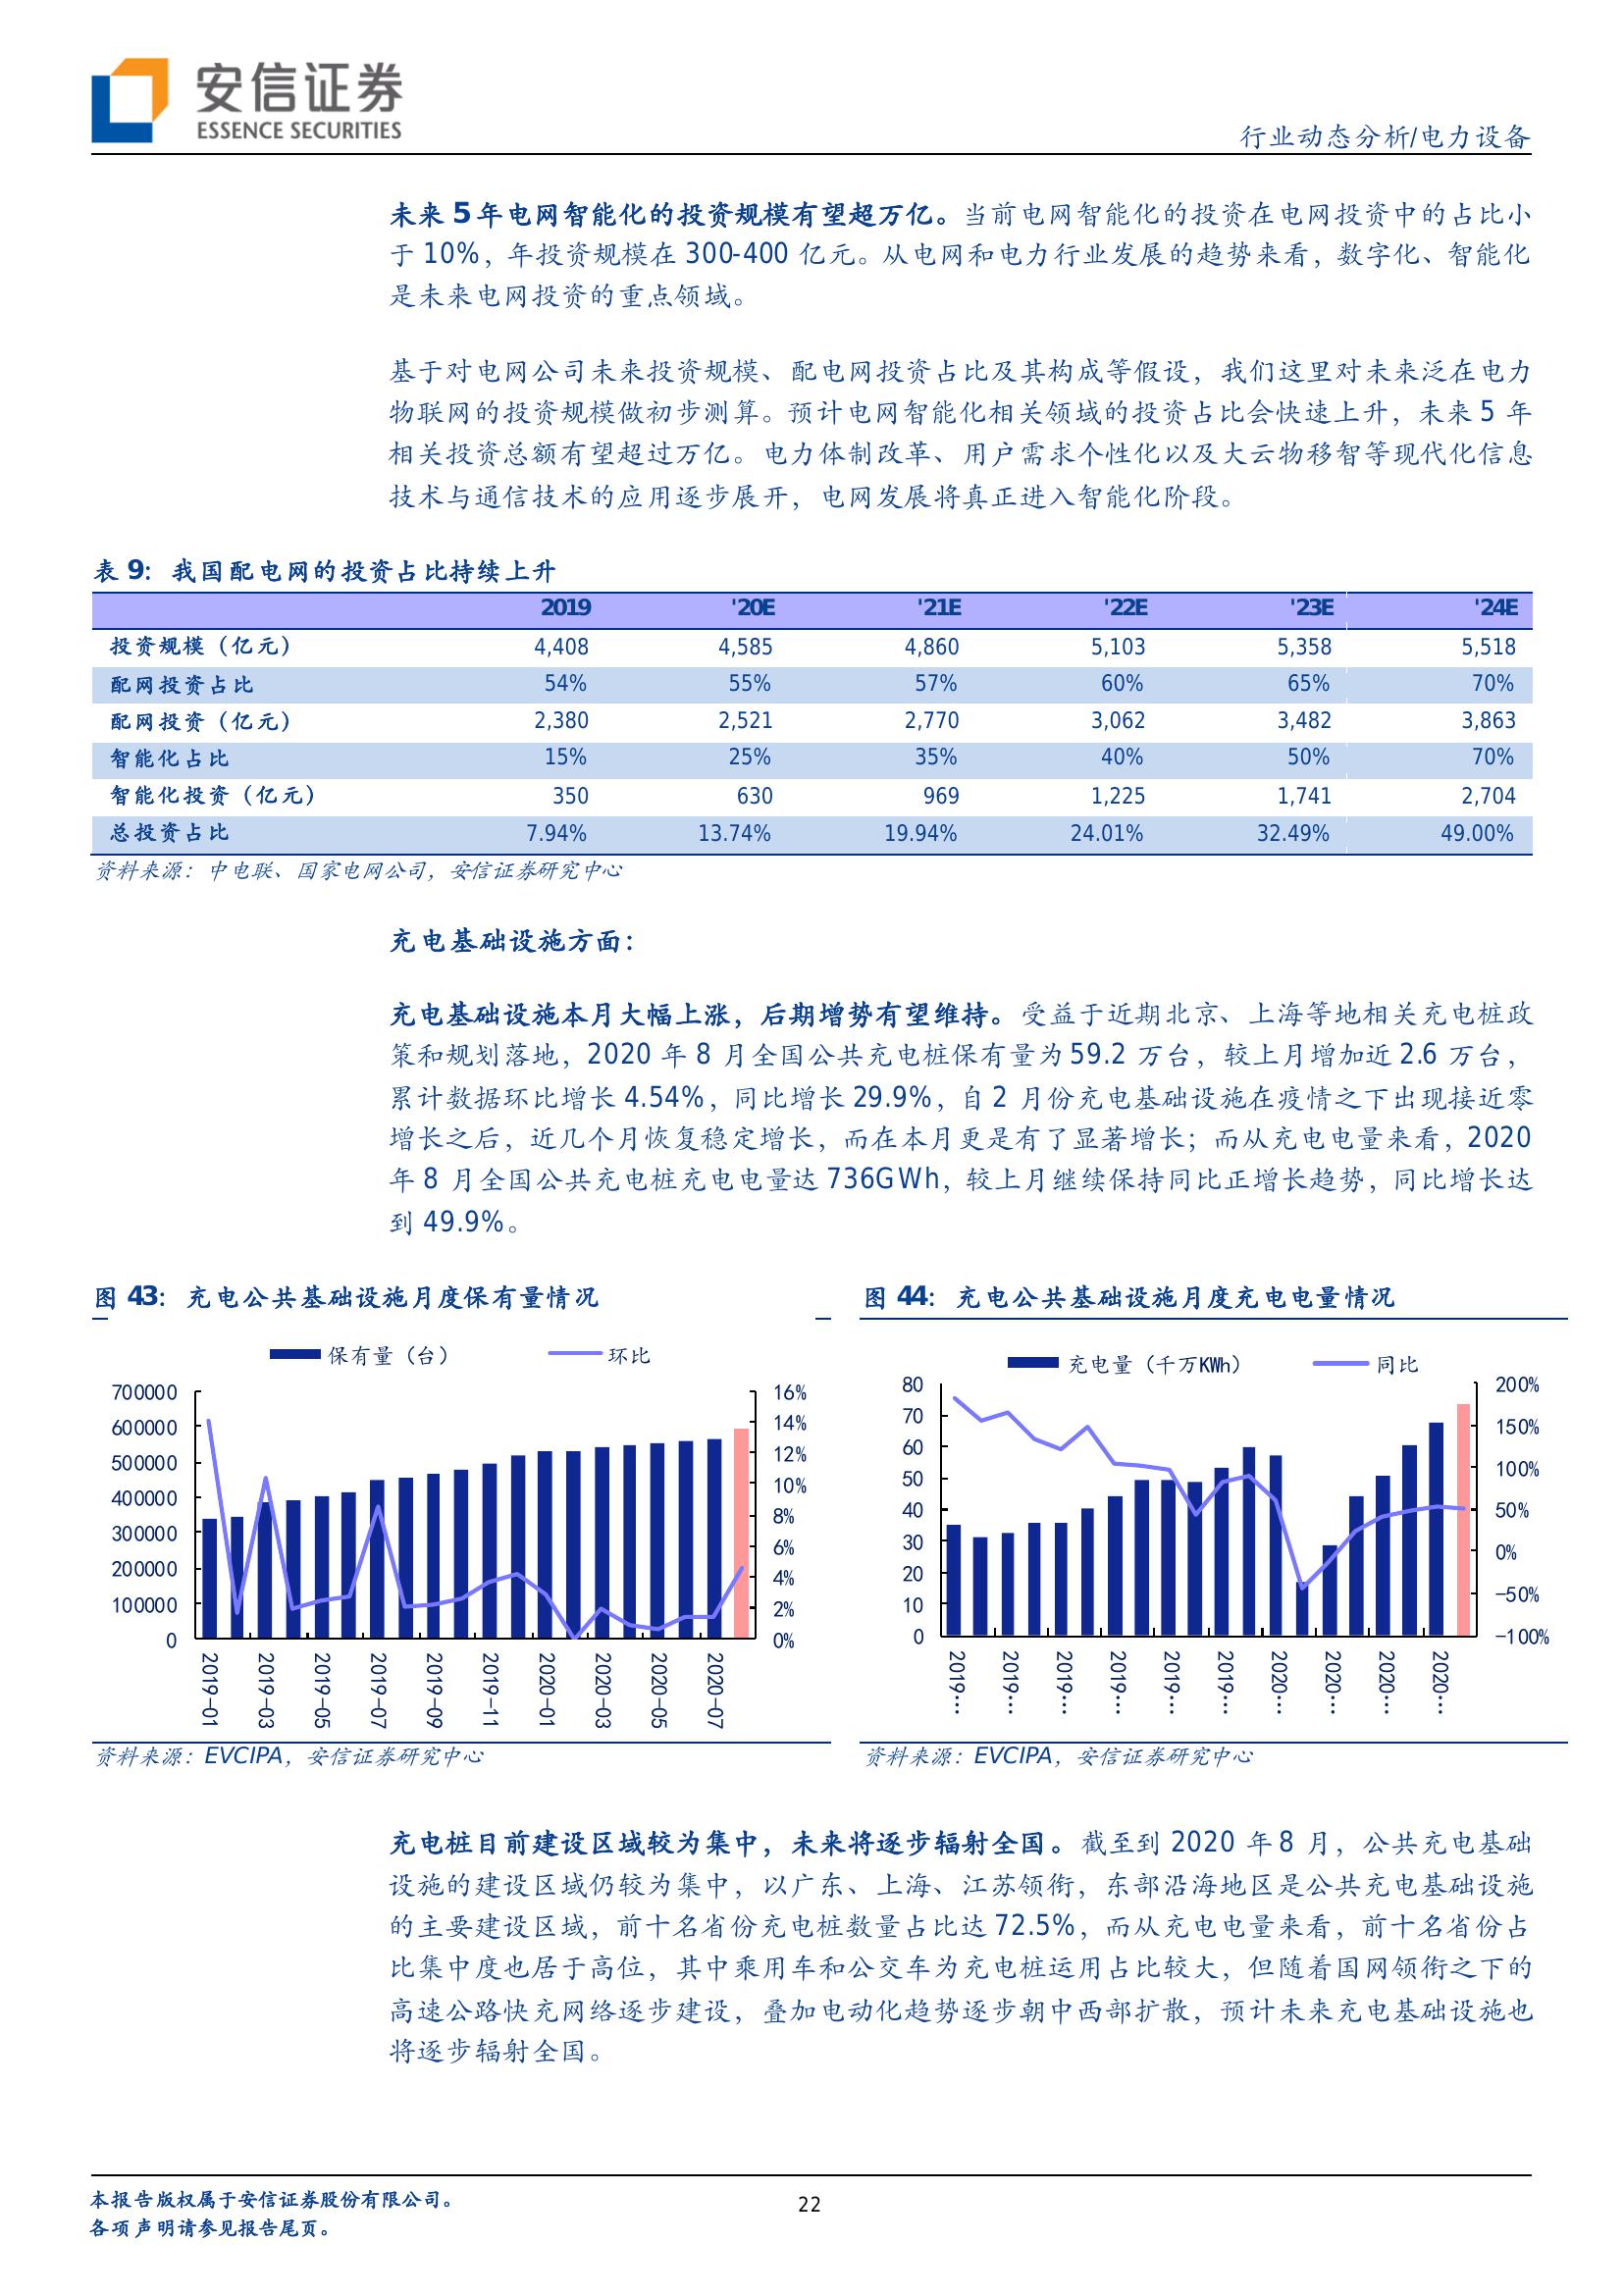 安信证券
ESSENCE SECURITIES
行业动态分析/电力设备
未来 5 年电网智能化的投资规模有望超万亿。当前电网智能化的投资在电网投资中的占比小
于 10%，年投资规模在 300-400 亿元。从电网和电力行业发展的趋势来看，数字化、智能化
是未来电网投资的重点领域。
基于对电网公司未来投资规模、配电网投资占比及其构成等假设，我们这里对未来泛在电力
物联网的投资规模做初步测算。预计电网智能化相关领域的投资占比会快速上升，未来 5 年
相关投资总额有望超过万亿。电力体制改革、用户需求个性化以及大云物移智等现代化信息
技术与通信技术的应用逐步展开，电网发展将真正进入智能化阶段。
表 9：我国配电网的投资占比持续上升
2019 '20E '21E '22E '23E '24E
投资规模（亿元） 4,408 4,585 4,860 5,103 5,358 5,518
配网投资占比 54% 55% 57% 60% 65% 70%
配网投资（亿元） 2,380 2,521 2,770 3,062 3,482 3,863
智能化占比 15% 25% 35% 40% 50% 70%
智能化投资（亿元） 350 630 969 1,225 1,741 2,704
总投资占比 7.94% 13.74% 19.94% 24.01% 32.49% 49.00%
资料来源：中电联、国家电网公司，安信证券研究中心
充电基础设施方面：
充电基础设施本月大幅上涨，后期增势有望维持。受益于近期北京、上海等地相关充电桩政
策和规划落地，2020 年 8 月全国公共充电桩保有量为 59.2 万台，较上月增加近 2.6 万台，
累计数据环比增长 4.54%，同比增长 29.9%，自 2 月份充电基础设施在疫情之下出现接近零
增长之后，近几个月恢复稳定增长，而在本月更是有了显著增长；而从充电电量来看，2020
年 8 月全国公共充电桩充电电量达 736GWh，较上月继续保持同比正增长趋势，同比增长达
到 49.9%。
图 43：充电公共基础设施月度保有量情况
保有量（台） 环比
700000
600000
500000
400000
300000
200000
100000
0
16%
14%
12%
10%
8%
6%
4%
2%
0%
2019-01
2019-03
2019-05
2019-07
2019-09
2019-11
2020-01
2020-03
2020-05
2020-07
资料来源：EVCIPA，安信证券研究中心
图 44：充电公共基础设施月度充电电量情况
充电量（千万KWh） 同比
80
70
60
50
40
30
20
10
0
200%
150%
100%
50%
0%
-50%
-100%
2019…
2019…
2019…
2019…
2019…
2019…
2020…
2020…
2020…
2020…
资料来源：EVCIPA，安信证券研究中心
充电桩目前建设区域较为集中，未来将逐步辐射全国。截至到 2020 年 8 月，公共充电基础
设施的建设区域仍较为集中，以广东、上海、江苏领衔，东部沿海地区是公共充电基础设施
的主要建设区域，前十名省份充电桩数量占比达 72.5%，而从充电电量来看，前十名省份占
比集中度也居于高位，其中乘用车和公交车为充电桩运用占比较大，但随着国网领衔之下的
高速公路快充网络逐步建设，叠加电动化趋势逐步朝中西部扩散，预计未来充电基础设施也
将逐步辐射全国。
本报告版权属于安信证券股份有限公司。
各项声明请参见报告尾页。
22